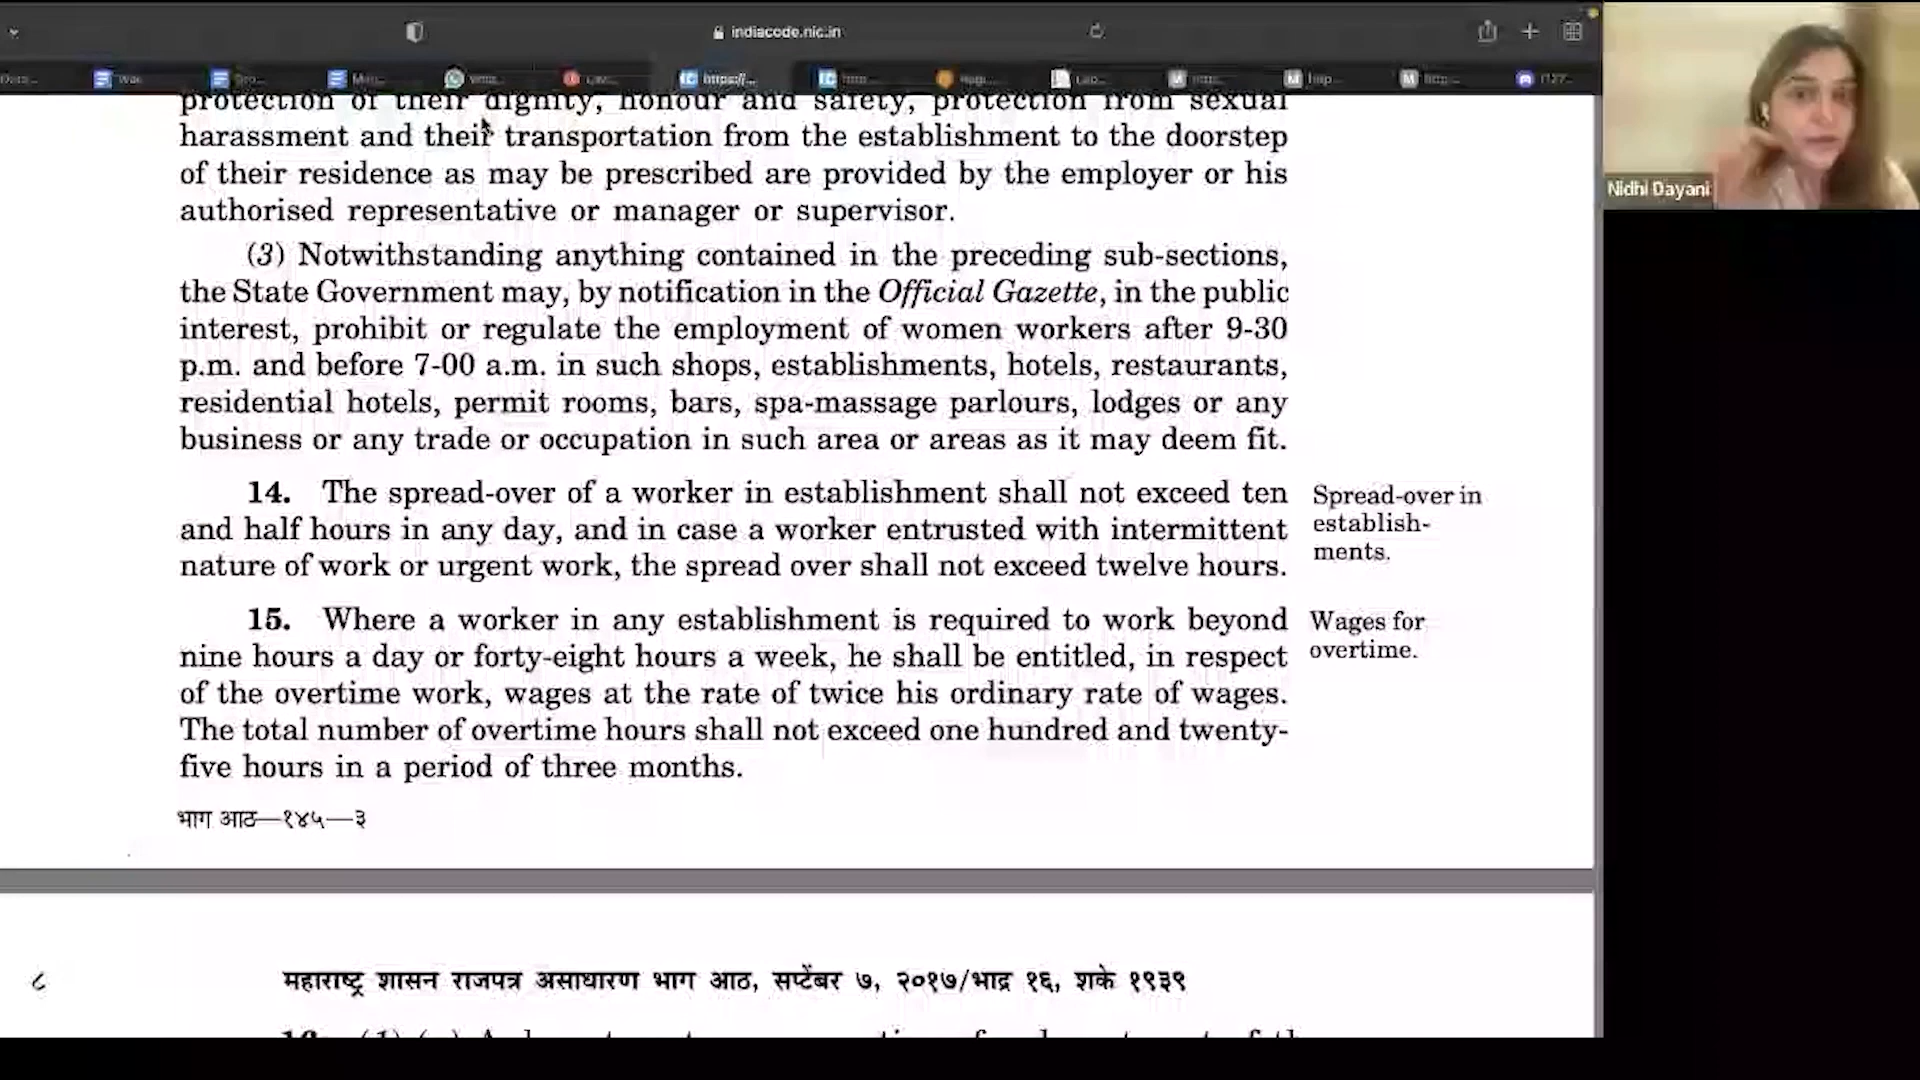 indiacode.nic.in
https://...
protection of their dignity, honour and safety, protection from sexual
harassment and their transportation from the establishment to the doorstep
of their residence as may be prescribed are provided by the employer or his
authorised representative or manager or supervisor.
(3) Notwithstanding anything contained in the preceding sub-sections,
the State Government may, by notification in the Official Gazette, in the public
interest, prohibit or regulate the employment of women workers after 9-30
p.m. and before 7-00 a.m. in such shops, establishments, hotels, restaurants,
residential hotels, permit rooms, bars, spa-massage parlours, lodges or any
business or any trade or occupation in such area or areas as it may deem fit.
14. The spread-over of a worker in establishment shall not exceed ten
and half hours in any day, and in case a worker entrusted with intermittent
nature of work or urgent work, the spread over shall not exceed twelve hours.
Spread-over in
establish-
ments.
15. Where a worker in any establishment is required to work beyond
nine hours a day or forty-eight hours a week, he shall be entitled, in respect
of the overtime work, wages at the rate of twice his ordinary rate of wages.
The total number of overtime hours shall not exceed one hundred and twenty-
five hours in a period of three months.
Wages for
overtime.
भाग आठ—१४५—३
८
महाराष्ट्र शासन राजपत्र असाधारण भाग आठ, सप्टेंबर ७, २०१७/भाद्र १६, शके १९३९
Nidhi Dayani